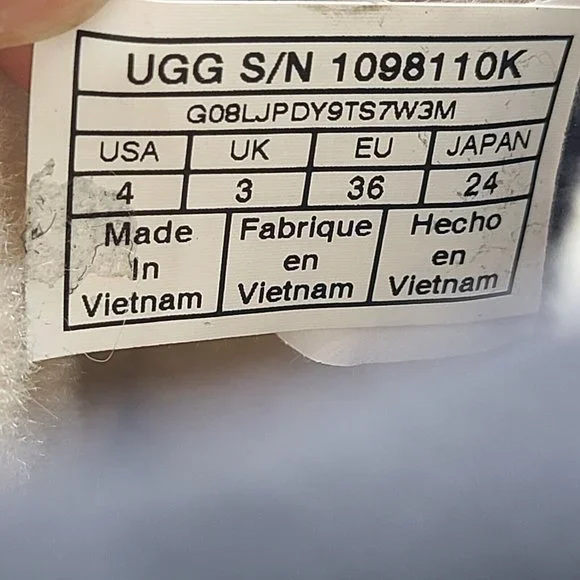 UGG S/N 1098110K
G08LJPDY9TS7W3M
USA UK EU JAPAN
4 3 36 24
Made
In
Vietnam
Fabrique
en
Vietnam
Hecho
en
Vietnam